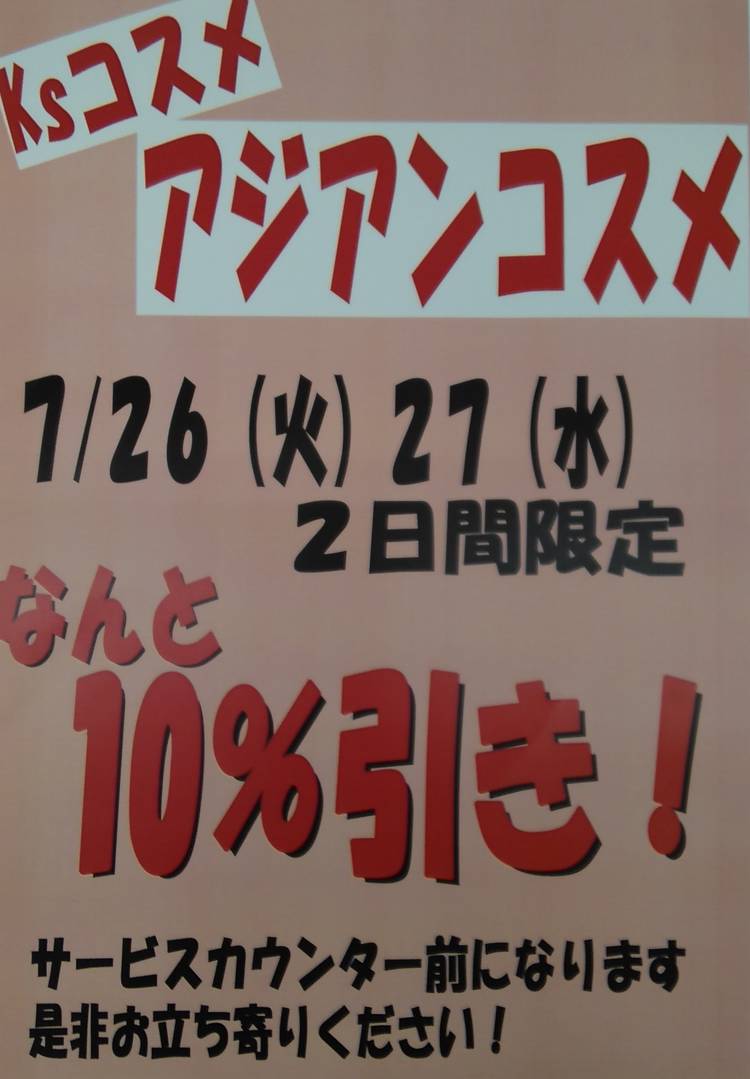 Ksコスメ
アジアンコスメ
7/26(火)27(水)
2日間限定
なんと
10%引き!
サービスカウンター前になります
是非お立ち寄りください!